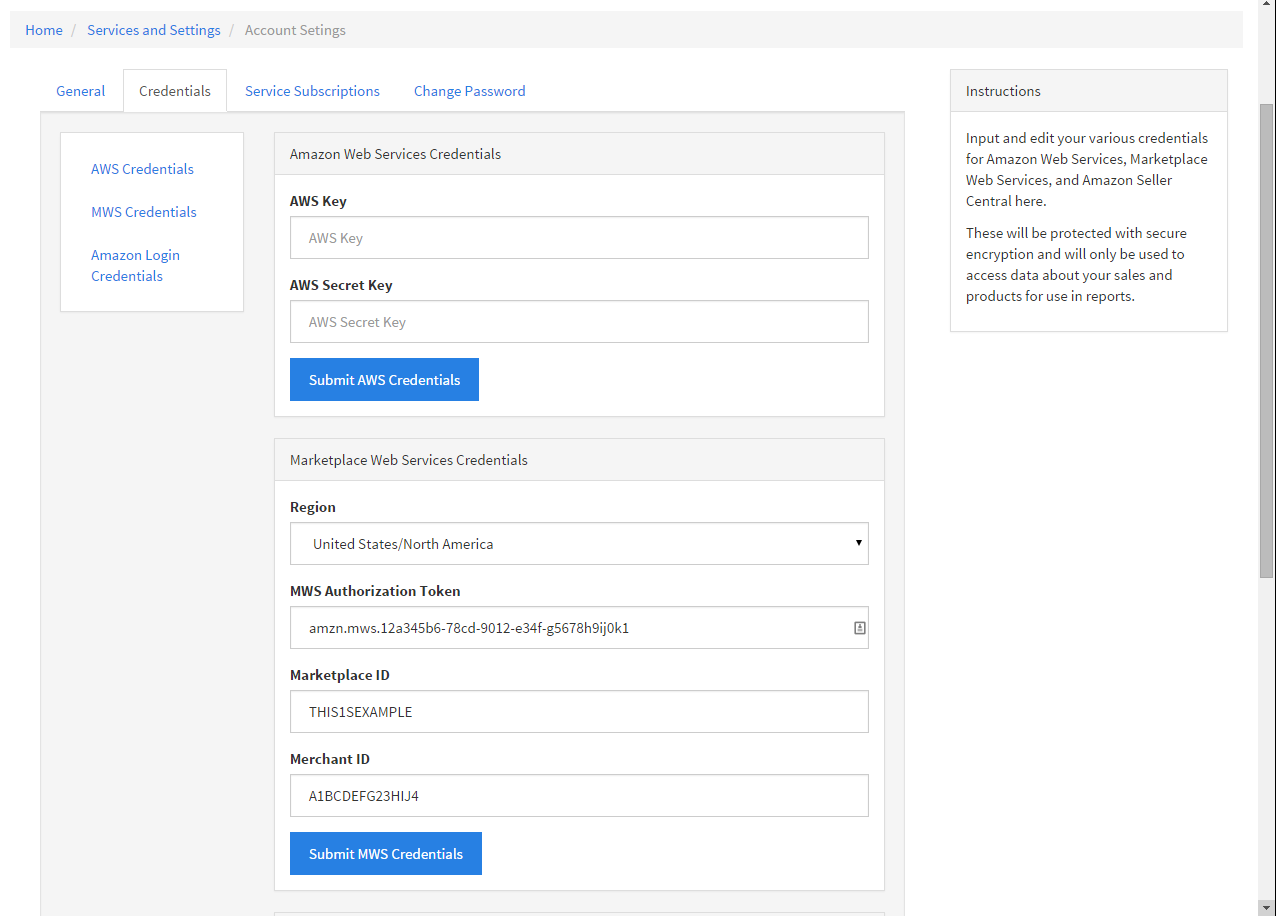 Home / Services and Settings / Account Setings
General Credentials Service Subscriptions Change Password
AWS Credentials
MWS Credentials
Amazon Login
Credentials
Amazon Web Services Credentials
AWS Key
AWS Key
AWS Secret Key
AWS Secret Key
Submit AWS Credentials
Marketplace Web Services Credentials
Region
United States/North America
MWS Authorization Token
amzn.mws.12a345b6-78cd-9012-e34f-g5678h9ij0k1
Marketplace ID
THIS1SEXAMPLE
Merchant ID
A1BCDEFG23HIJ4
Submit MWS Credentials
Instructions
Input and edit your various credentials
for Amazon Web Services, Marketplace
Web Services, and Amazon Seller
Central here.
These will be protected with secure
encryption and will only be used to
access data about your sales and
products for use in reports.